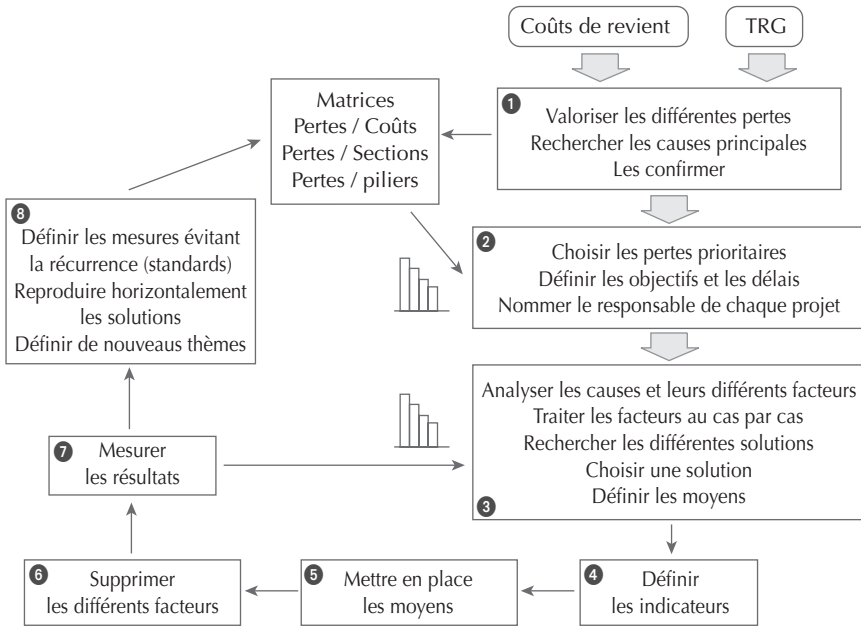 Coûts de revient
TRG
Matrices
Pertes / Coûts
Pertes / Sections
Pertes / piliers
1
Valoriser les différentes pertes
Rechercher les causes principales
Les confirmer
2
Choisir les pertes prioritaires
Définir les objectifs et les délais
Nommer le responsable de chaque projet
3
Analyser les causes et leurs différents facteurs
Traiter les facteurs au cas par cas
Rechercher les différentes solutions
Choisir une solution
Définir les moyens
4
Définir
les indicateurs
5
Mettre en place
les moyens
6
Supprimer
les différents facteurs
7
Mesurer
les résultats
8
Définir les mesures évitant
la récurrence (standards)
Reproduire horizontalement
les solutions
Définir de nouveaux thèmes